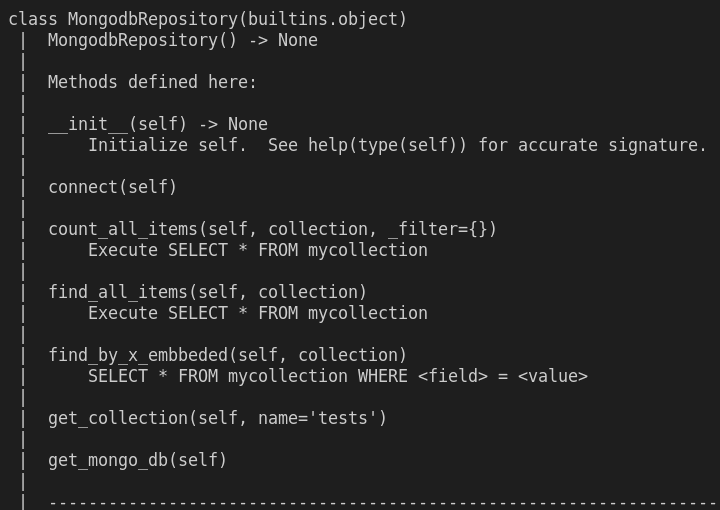 class MongodbRepository(builtins.object)
 |  MongodbRepository() -> None
 |
 |  Methods defined here:
 |
 |  __init__(self) -> None
 |      Initialize self.  See help(type(self)) for accurate signature.
 |
 |  connect(self)
 |
 |  count_all_items(self, collection, _filter={})
 |      Execute SELECT * FROM mycollection
 |
 |  find_all_items(self, collection)
 |      Execute SELECT * FROM mycollection
 |
 |  find_by_x_embbeded(self, collection)
 |      SELECT * FROM mycollection WHERE <field> = <value>
 |
 |  get_collection(self, name='tests')
 |
 |  get_mongo_db(self)
 |
 |  -------------------------------------------------------------------